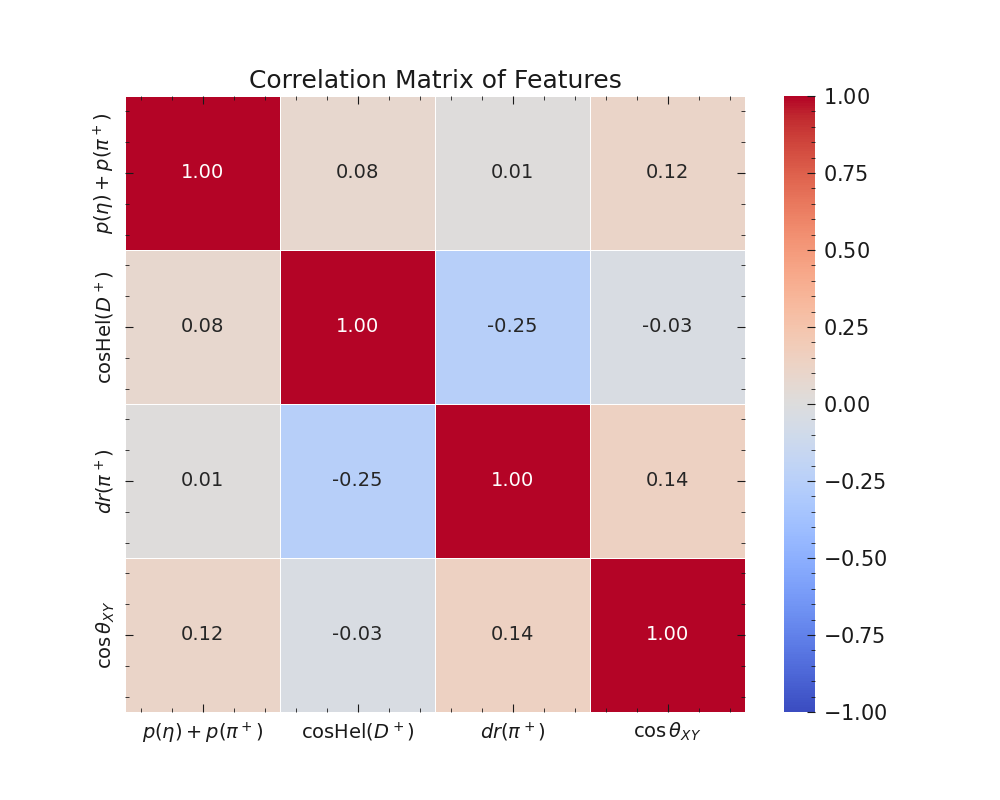 Correlation Matrix of Features
p(η) + p(π⁺) 1.00 0.08 0.01 0.12
cosHel(D⁺) 0.08 1.00 -0.25 -0.03
dr(π⁺) 0.01 -0.25 1.00 0.14
cos θ_XY 0.12 -0.03 0.14 1.00
p(η) + p(π⁺) cosHel(D⁺) dr(π⁺) cos θ_XY
1.00
0.75
0.50
0.25
0.00
−0.25
−0.50
−0.75
−1.00